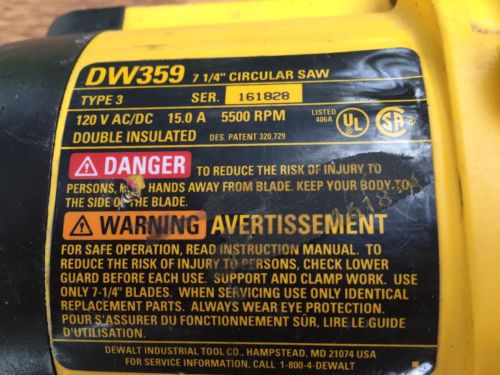 DW359 7 1/4" CIRCULAR SAW
TYPE 3 SER. 161828
120 V AC/DC 15.0 A 5500 RPM LISTED 406A UL SA
DOUBLE INSULATED DES. PATENT 320,729
DANGER TO REDUCE THE RISK OF INJURY TO
PERSONS, HANDS AWAY FROM BLADE. KEEP YOUR BODY TO
THE SIDE OF THE BLADE.
WARNING AVERTISSEMENT
FOR SAFE OPERATION, READ INSTRUCTION MANUAL. TO
REDUCE THE RISK OF INJURY TO PERSONS, CHECK LOWER
GUARD BEFORE EACH USE. SUPPORT AND CLAMP WORK. USE
ONLY 7-1/4" BLADES. WHEN SERVICING USE ONLY IDENTICAL
REPLACEMENT PARTS. ALWAYS WEAR EYE PROTECTION.
POUR S'ASSURER DU FONCTIONNEMENT SÛR, LIRE LE GUIDE
D'UTILISATION.
DEWALT INDUSTRIAL TOOL CO., HAMPSTEAD, MD 21074 USA
FOR SERVICE INFORMATION, CALL 1-800-4-DEWALT